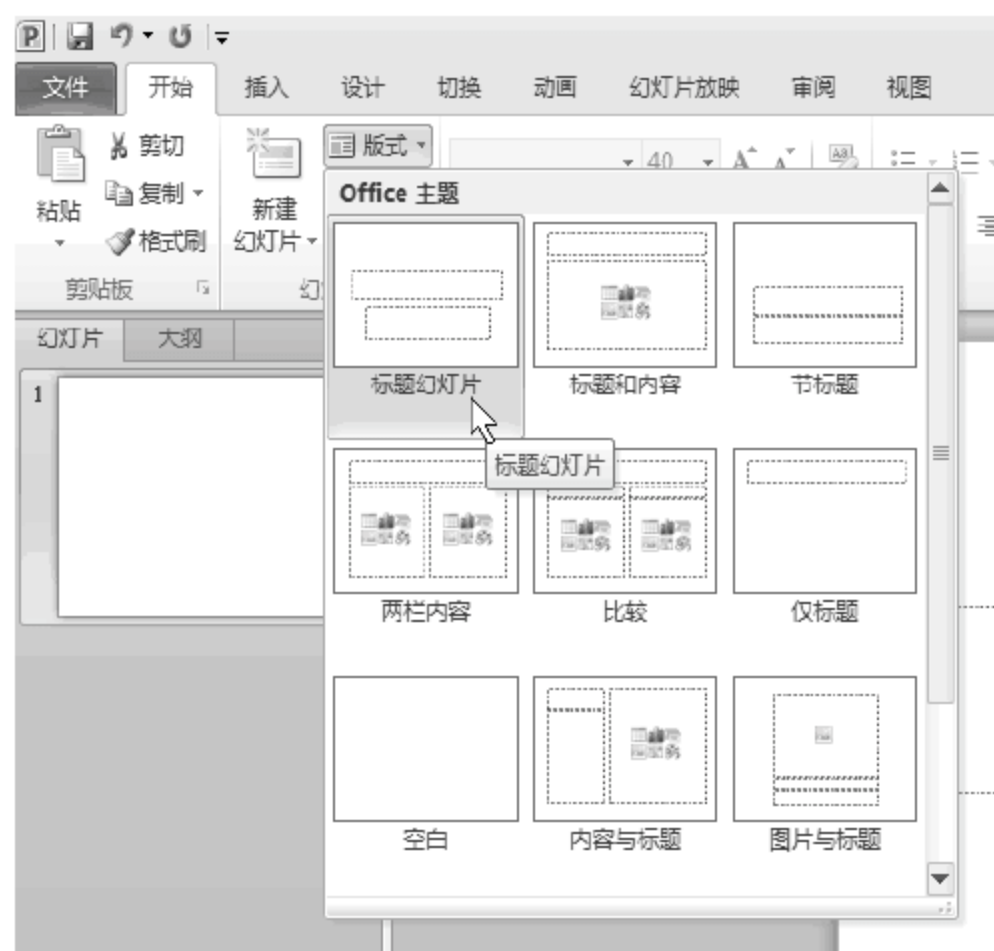 文件 开始 插入 设计 切换 动画 幻灯片放映 审阅 视图
剪切 版式
40
复制
粘贴 新建
格式刷 幻灯片
剪贴板 幻
Office 主题
幻灯片 大纲
1
标题幻灯片 标题和内容 节标题
标题幻灯片
两栏内容 比较 仅标题
空白 内容与标题 图片与标题